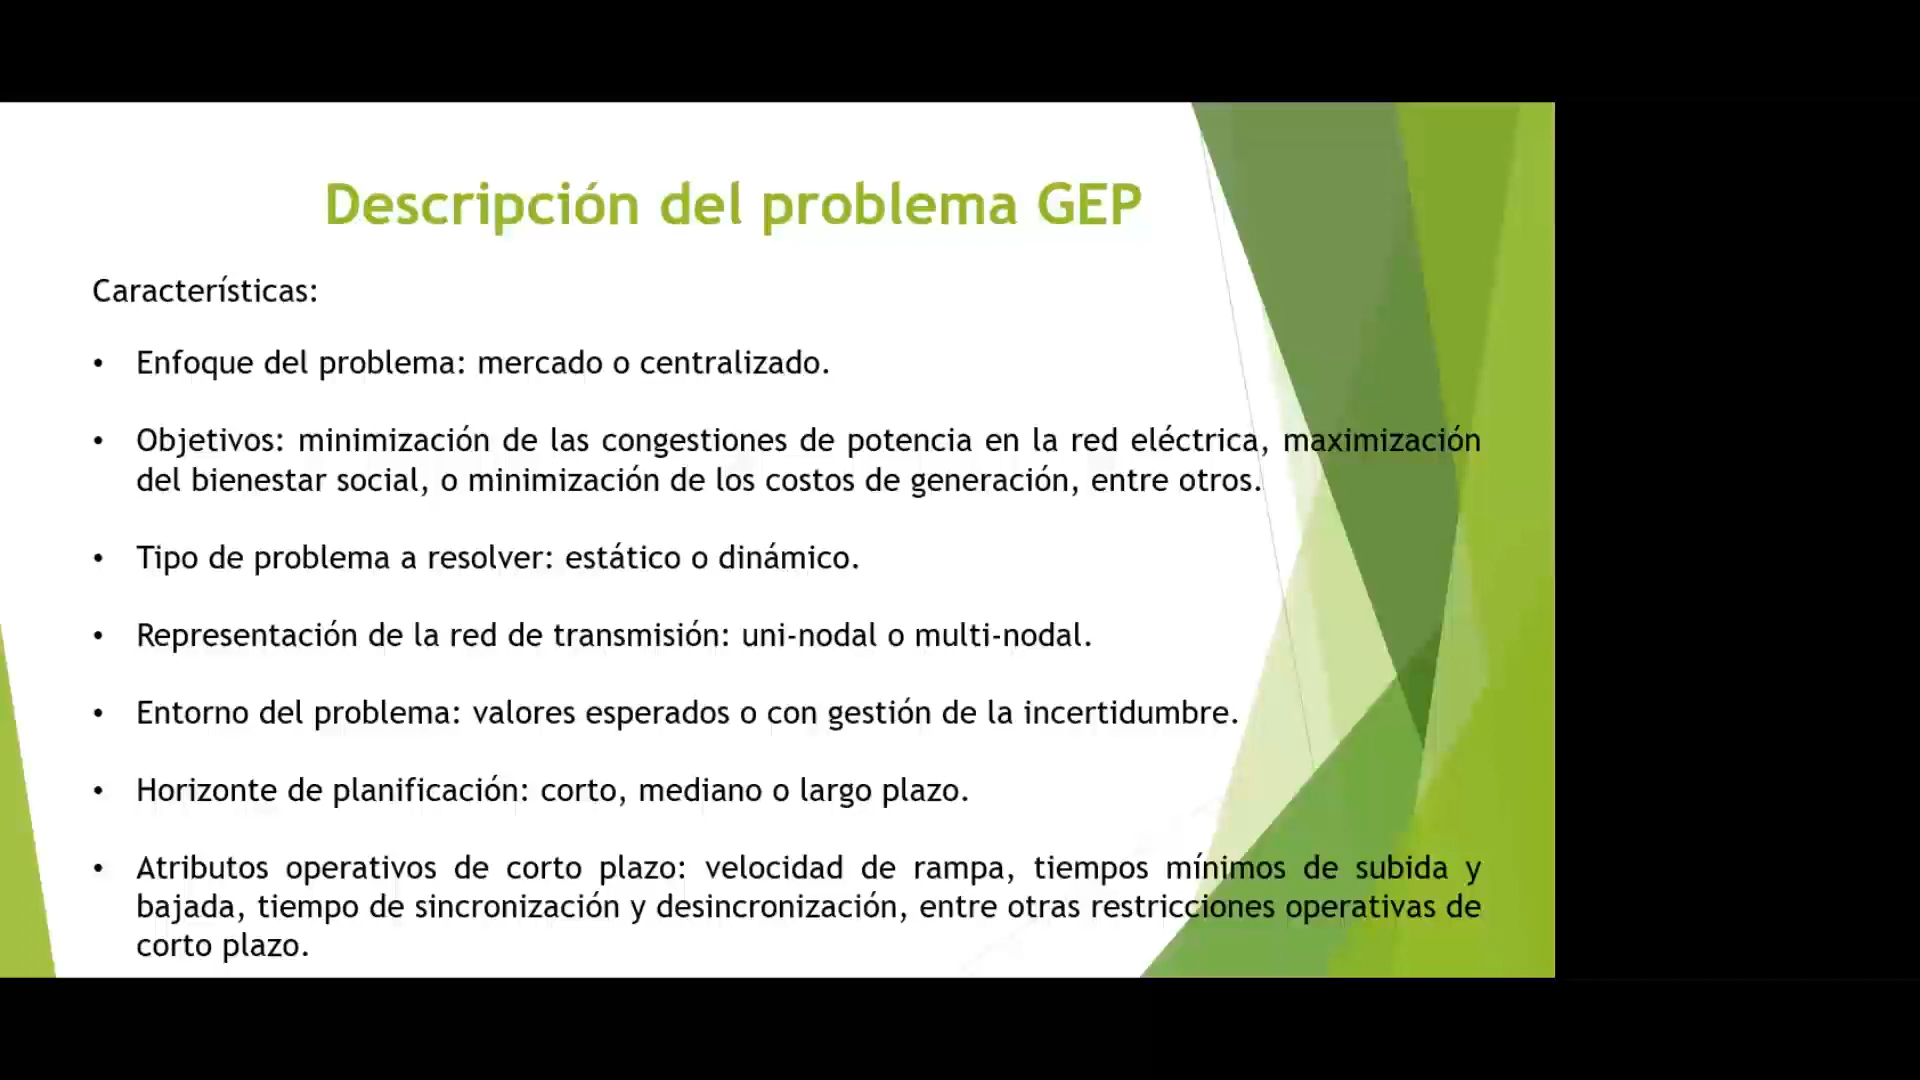 Descripción del problema GEP
Características:
• Enfoque del problema: mercado o centralizado.
• Objetivos: minimización de las congestiones de potencia en la red eléctrica, maximización
del bienestar social, o minimización de los costos de generación, entre otros.
• Tipo de problema a resolver: estático o dinámico.
• Representación de la red de transmisión: uni-nodal o multi-nodal.
• Entorno del problema: valores esperados o con gestión de la incertidumbre.
• Horizonte de planificación: corto, mediano o largo plazo.
• Atributos operativos de corto plazo: velocidad de rampa, tiempos mínimos de subida y
bajada, tiempo de sincronización y desincronización, entre otras restricciones operativas de
corto plazo.